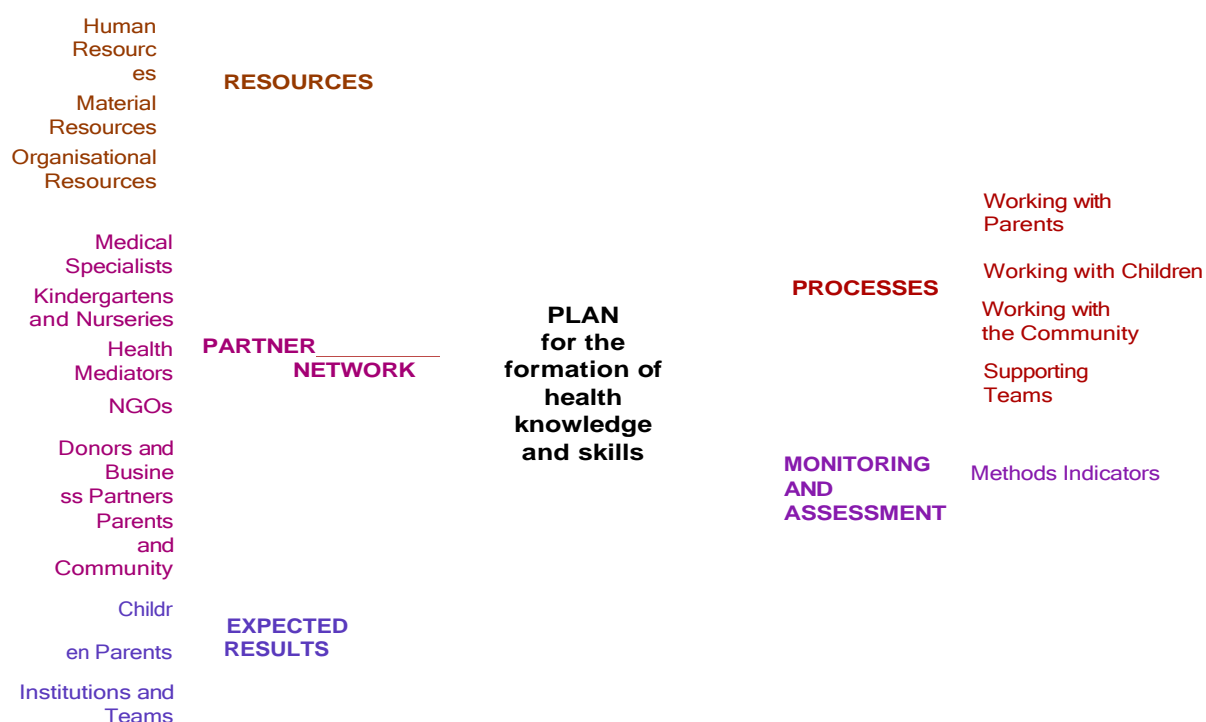 Human
Resourc
es
Material
Resources
Organisational
Resources
RESOURCES
Medical
Specialists
Kindergartens
and Nurseries
Health
Mediators
NGOs
Donors and
Busine
ss Partners
Parents
and
Community
PARTNER__________
NETWORK
Childr
en Parents
Institutions and
Teams
EXPECTED
RESULTS
PLAN
for the
formation of
health
knowledge
and skills
PROCESSES
Working with
Parents
Working with Children
Working with
the Community
Supporting
Teams
MONITORING
AND
ASSESSMENT
Methods Indicators